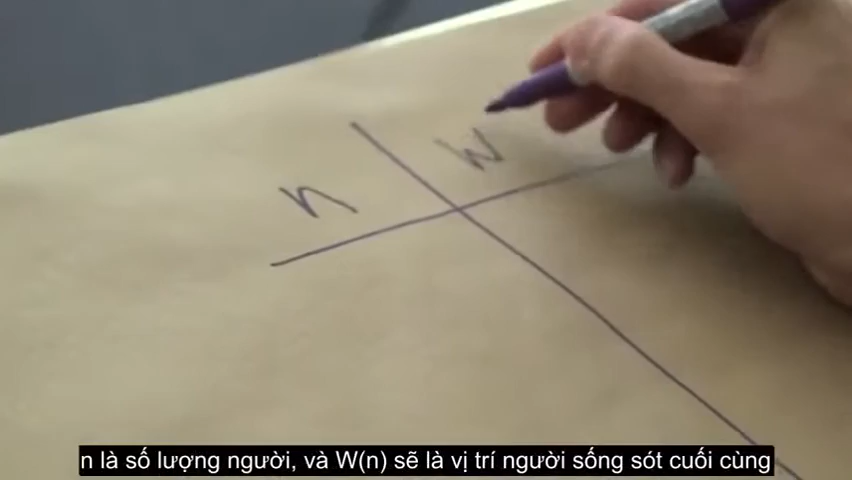 n W
n là số lượng người, và W(n) sẽ là vị trí người sống sót cuối cùng